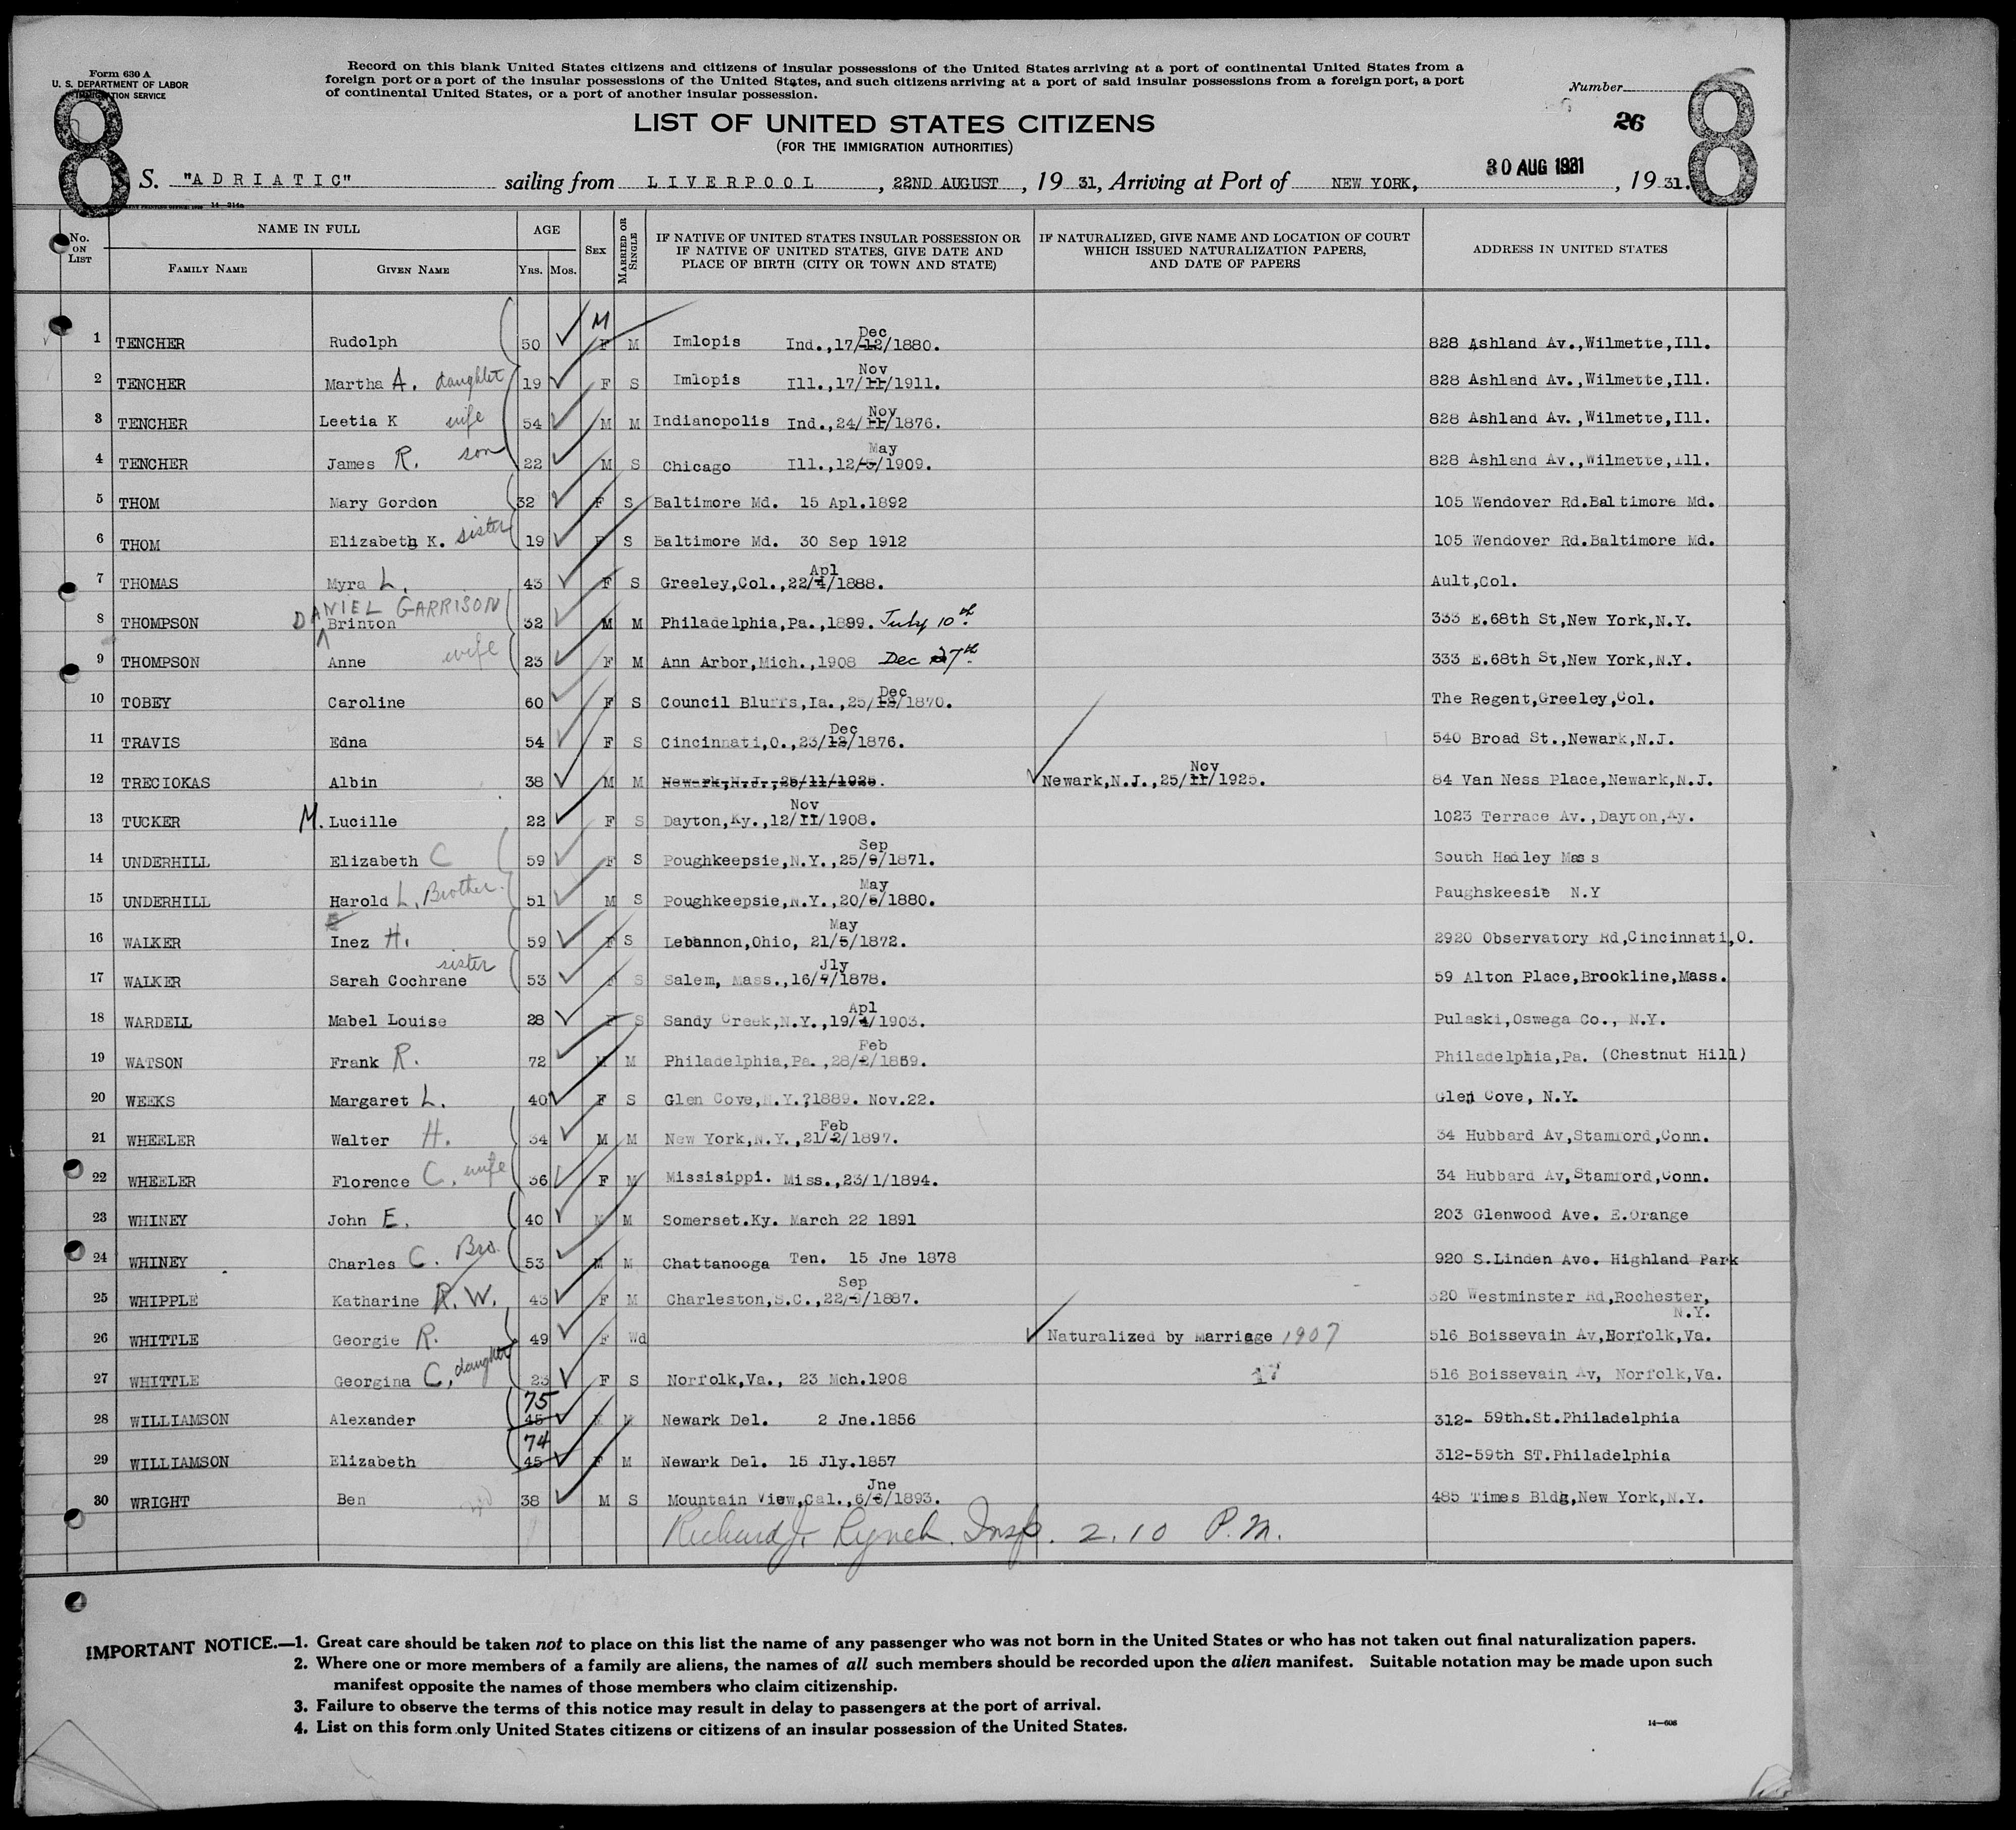 Form 630 A
U. S. DEPARTMENT OF LABOR
IMMIGRATION SERVICE
Record on this blank United States citizens and citizens of insular possessions of the United States arriving at a port of continental United States from a
foreign port or a port of the insular possessions of the United States, and such citizens arriving at a port of said insular possessions from a foreign port, a port
of continental United States, or a port of another insular possession.
Number
8 8
26
LIST OF UNITED STATES CITIZENS
(FOR THE IMMIGRATION AUTHORITIES)
S. "ADRIATIC" sailing from LIVERPOOL, 22ND AUGUST, 19 31, Arriving at Port of NEW YORK, 30 AUG 1931, 19 31.
No. ON LIST NAME IN FULL FAMILY NAME GIVEN NAME AGE YRS. MOS. SEX MARRIED OR SINGLE IF NATIVE OF UNITED STATES INSULAR POSSESSION OR IF NATIVE OF UNITED STATES, GIVE DATE AND PLACE OF BIRTH (CITY OR TOWN AND STATE) IF NATURALIZED, GIVE NAME AND LOCATION OF COURT WHICH ISSUED NATURALIZATION PAPERS, AND DATE OF PAPERS ADDRESS IN UNITED STATES
1 TENCHER Rudolph 50 M F M Imlopis Ind.,17/12/1880. Dec 828 Ashland Av.,Wilmette,Ill.
2 TENCHER Martha A. daughter 19 F S Imlopis Ill.,17/11/1911. Nov 828 Ashland Av.,Wilmette,Ill.
3 TENCHER Leetia K wife 54 M M Indianopolis Ind.,24/11/1876. Nov 828 Ashland Av.,Wilmette,Ill.
4 TENCHER James R. son 22 M S Chicago Ill.,12/5/1909. May 828 Ashland Av.,Wilmette,Ill.
5 THOM Mary Gordon 32 F S Baltimore Md. 15 Apl.1892 105 Wendover Rd.Baltimore Md.
6 THOM Elizabeth K. sister 19 F S Baltimore Md. 30 Sep 1912 105 Wendover Rd.Baltimore Md.
7 THOMAS Myra L. 43 F S Greeley,Col.,22/4/1888. Apl Ault,Col.
8 THOMPSON DANIEL GARRISON Brinton 32 M M Philadelphia,Pa.,1899. July 10th. 333 E.68th St,New York,N.Y.
9 THOMPSON Anne wife 23 F M Ann Arbor,Mich.,1908 Dec 27th. 333 E.68th St,New York,N.Y.
10 TOBEY Caroline 60 F S Council Bluffs,Ia.,25/12/1870. Dec The Regent,Greeley,Col.
11 TRAVIS Edna 54 F S Cincinnati,O.,23/12/1876. Dec 540 Broad St.,Newark,N.J.
12 TRECIOKAS Albin 38 M M Newark,N.J.,25/11/1925. Newark,N.J.,25/11/1925. Nov 84 Van Ness Place,Newark,N.J.
13 TUCKER M. Lucille 22 F S Dayton,Ky.,12/11/1908. Nov 1023 Terrace Av.,Dayton,Ky.
14 UNDERHILL Elizabeth C 59 F S Poughkeepsie,N.Y.,25/9/1871. Sep South Hadley Mass
15 UNDERHILL Harold L. Brother. 51 M S Poughkeepsie,N.Y.,20/5/1880. May Paughskeesie N.Y
16 WALKER Inez H. 59 F S Lebannon,Ohio, 21/5/1872. May 2920 Observatory Rd,Cincinnati,O.
17 WALKER Sarah Cochrane sister 53 F S Salem, Mass.,16/7/1878. Jly 59 Alton Place,Brookline,Mass.
18 WARDELL Mabel Louise 28 F S Sandy Creek,N.Y.,19/4/1903. Apl Pulaski,Oswega Co., N.Y.
19 WATSON Frank R. 72 M M Philadelphia,Pa.,28/2/1859. Feb Philadelphia,Pa. (Chestnut Hill)
20 WEEKS Margaret L. 40 F S Glen Cove,N.Y.?1889. Nov.22. Glen Cove, N.Y.
21 WHEELER Walter H. 34 M M New York,N.Y.,21/2/1897. Feb 34 Hubbard Av,Stamford,Conn.
22 WHEELER Florence C. wife 36 F M Missisippi. Miss.,23/1/1894. 34 Hubbard Av,Stamford,Conn.
23 WHINEY John E. 40 M M Somerset.Ky. March 22 1891 203 Glenwood Ave. E.Orange
24 WHINEY Charles C. Bro. 53 M M Chattanooga Ten. 15 Jne 1878 920 S.Linden Ave. Highland Park
25 WHIPPLE Katharine R.W. 43 F M Charleston,S.C.,22/9/1887. Sep 320 Westminster Rd,Rochester, N.Y.
26 WHITTLE Georgie R. 49 F Wd Naturalized by marriage 1907 516 Boissevain Av,Norfolk,Va.
27 WHITTLE Georgina C, daughter 23 F S Norfolk,Va., 23 Mch.1908 17 516 Boissevain Av, Norfolk,Va.
28 WILLIAMSON Alexander 75 45 M M Newark Del. 2 Jne.1856 312- 59th.St.Philadelphia
29 WILLIAMSON Elizabeth 74 45 F M Newark Del. 15 Jly.1857 312-59th ST.Philadelphia
30 WRIGHT Ben 38 M S Mountain View,Cal.,6/6/1893. Jne 485 Times Bldg,New York,N.Y.
Richard J. Lynch. Insp. 2.10 P.M.
IMPORTANT NOTICE.—1. Great care should be taken not to place on this list the name of any passenger who was not born in the United States or who has not taken out final naturalization papers.
2. Where one or more members of a family are aliens, the names of all such members should be recorded upon the alien manifest. Suitable notation may be made upon such
manifest opposite the names of those members who claim citizenship.
3. Failure to observe the terms of this notice may result in delay to passengers at the port of arrival.
4. List on this form only United States citizens or citizens of an insular possession of the United States.
14—606